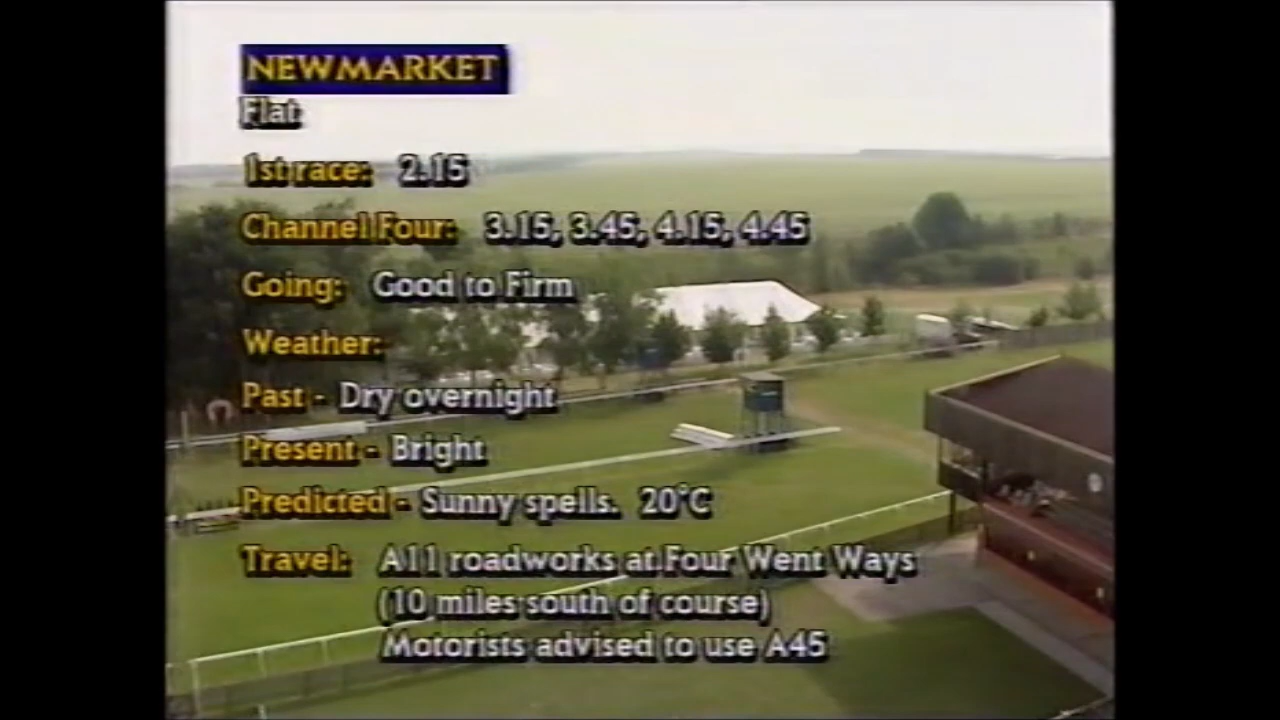 NEWMARKET
Flat
1st race: 2.15
Channel Four: 3.15, 3.45, 4.15, 4.45
Going: Good to Firm
Weather:
Past - Dry overnight
Present - Bright
Predicted - Sunny spells. 20°C
Travel: A11 roadworks at Four Went Ways
(10 miles south of course)
Motorists advised to use A45